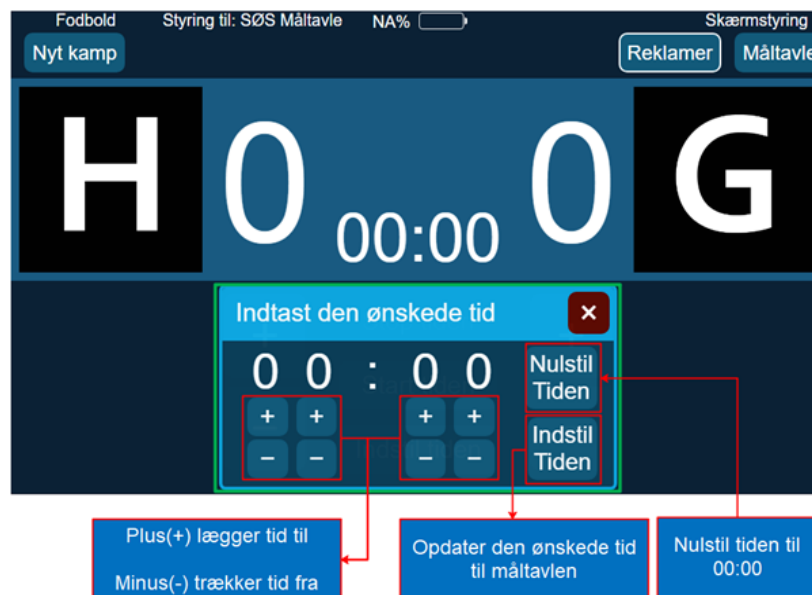 Fodbold Styring til: SØS Måltavle NA% Skærmstyring
Nyt kamp Reklamer Måltavle
H 0 00:00 0 G
Indtast den ønskede tid ×
0 0 : 0 0 Nulstil
Tiden
+ + + + Indstil
− − − − Tiden
Plus(+) lægger tid til
Minus(-) trækker tid fra
Opdater den ønskede tid
til måltavlen
Nulstil tiden til
00:00